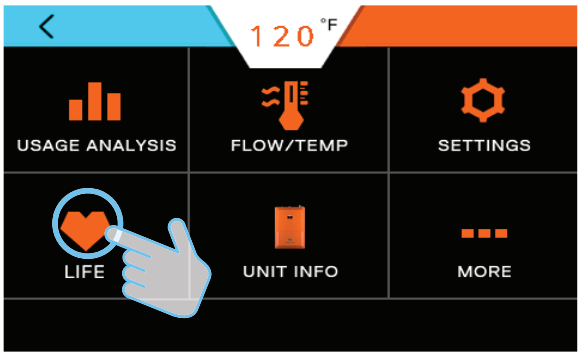 120 °F
USAGE ANALYSIS
FLOW/TEMP
SETTINGS
LIFE
UNIT INFO
MORE